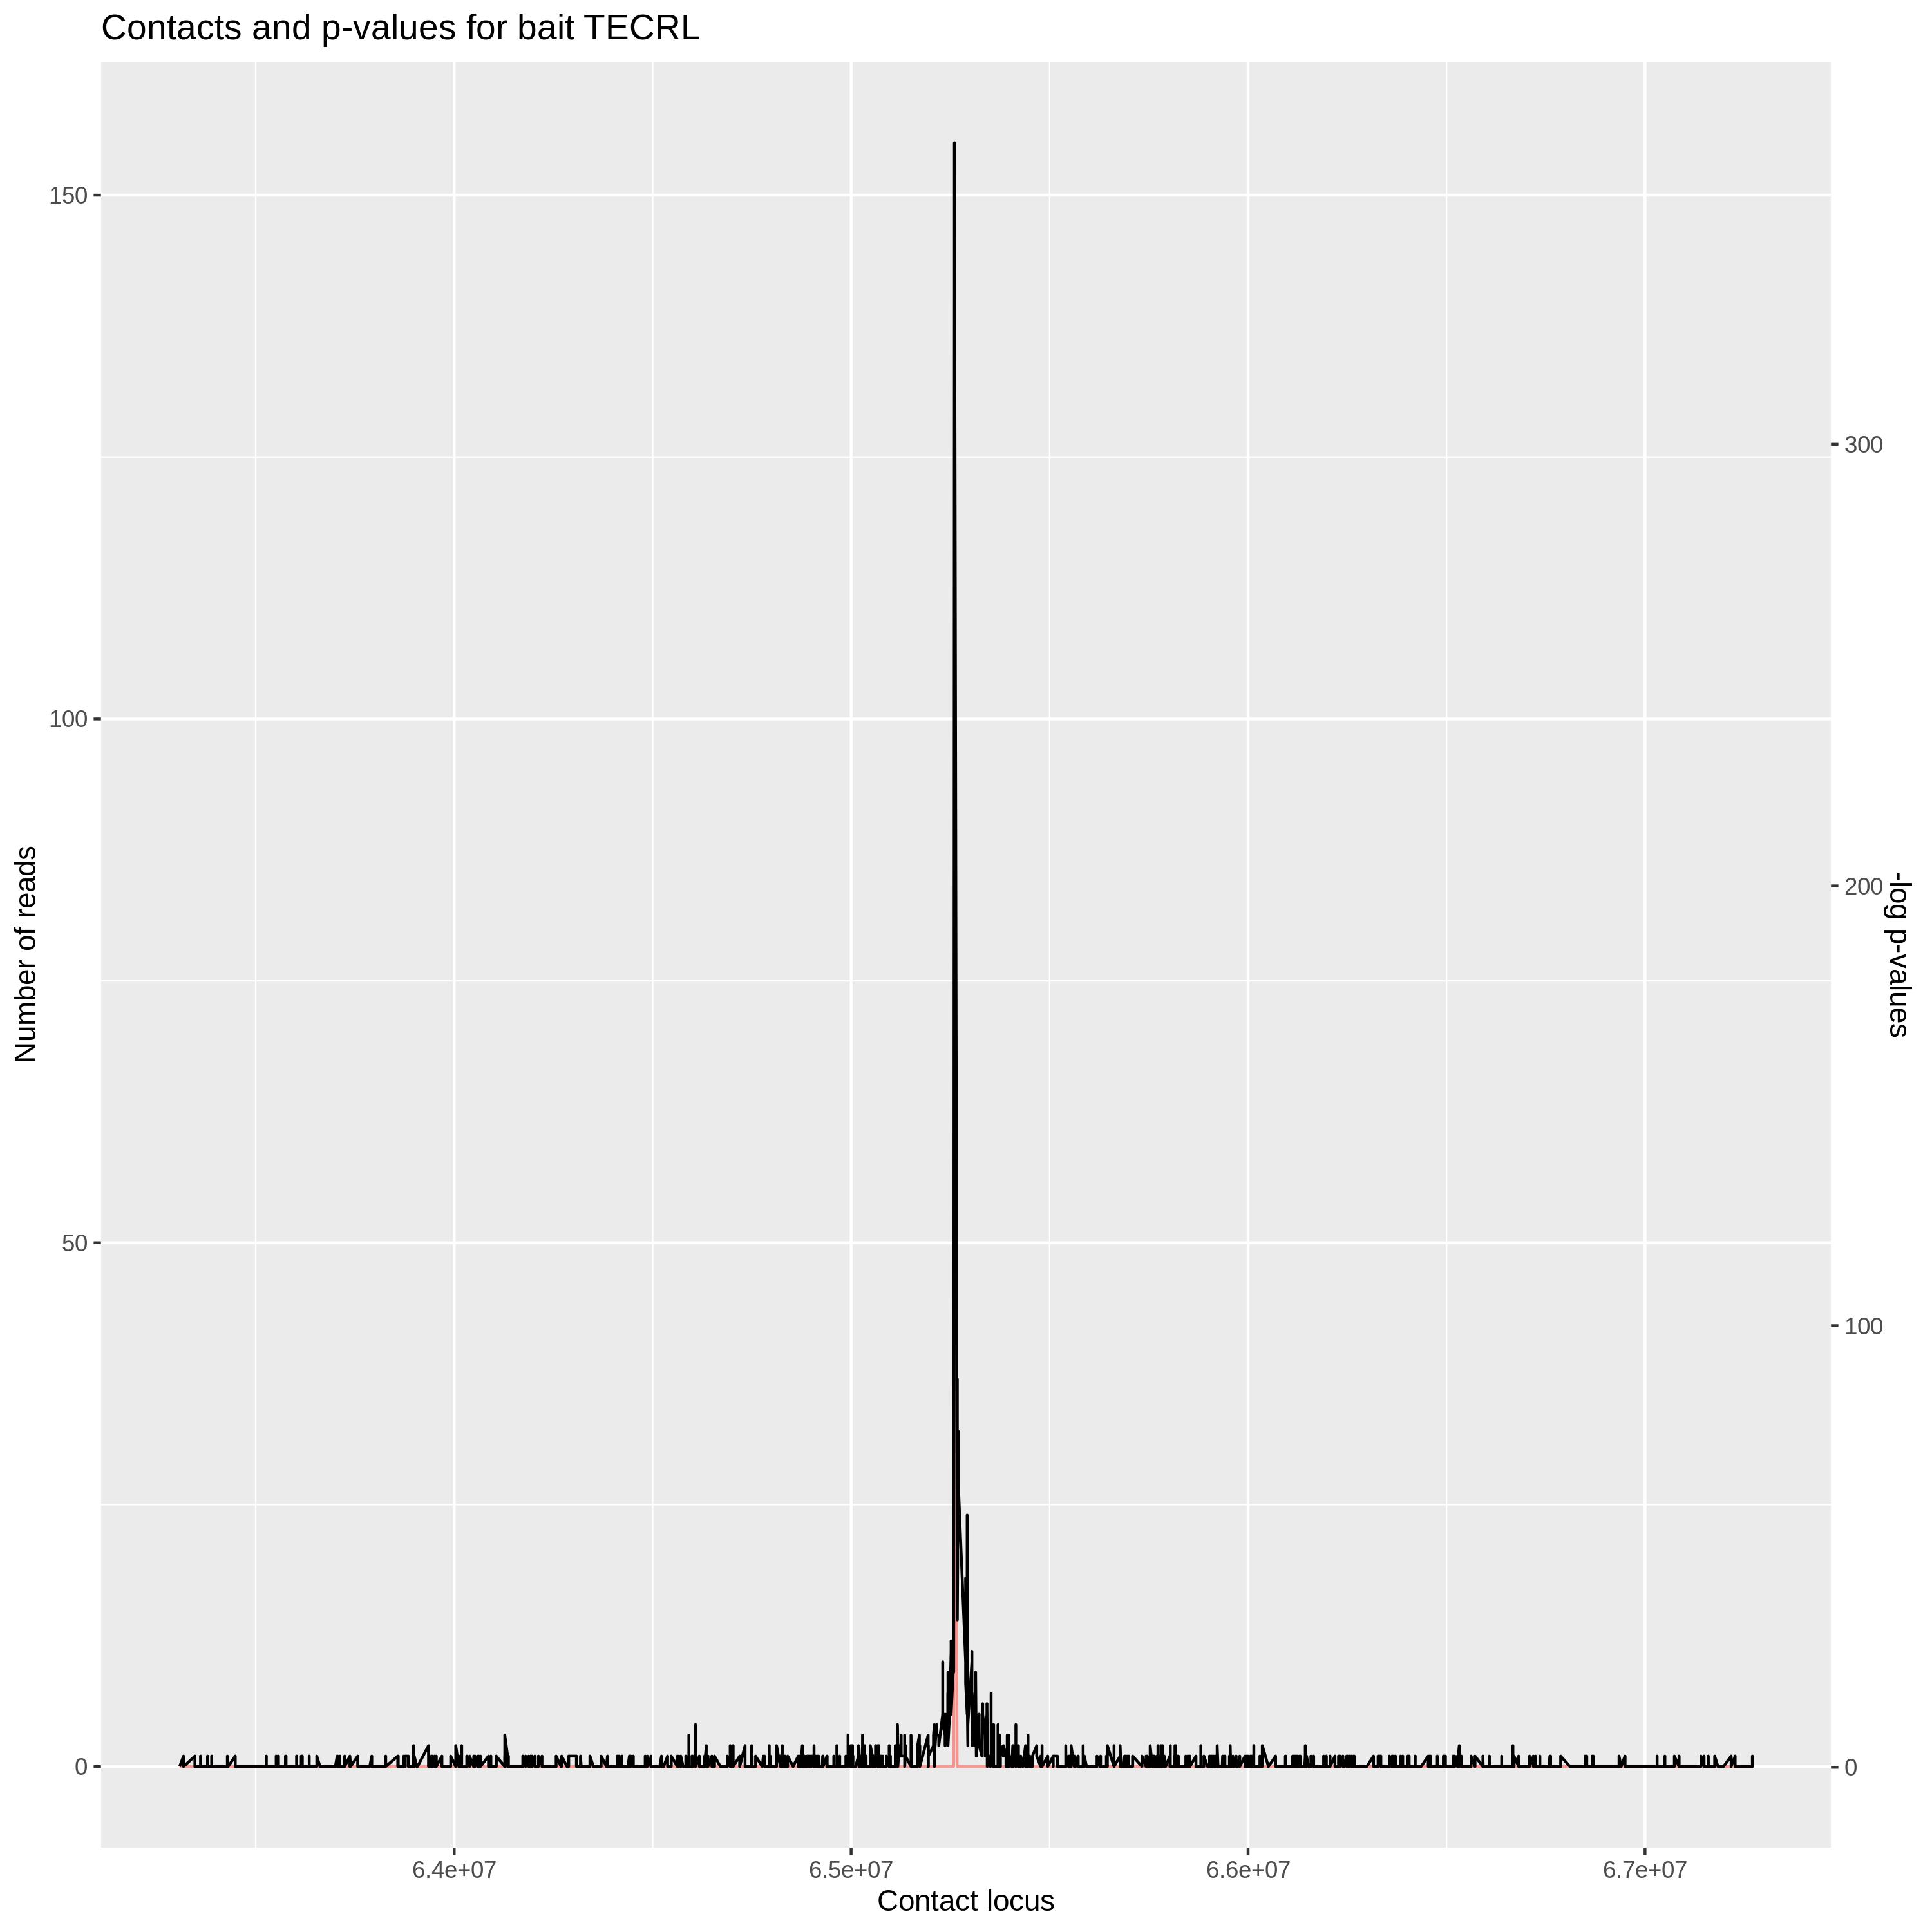 Contacts and p-values for bait TECRL
150
100
50
0
Number of reads
300
200
100
0
-log p-values
6.4e+07 6.5e+07 6.6e+07 6.7e+07
Contact locus